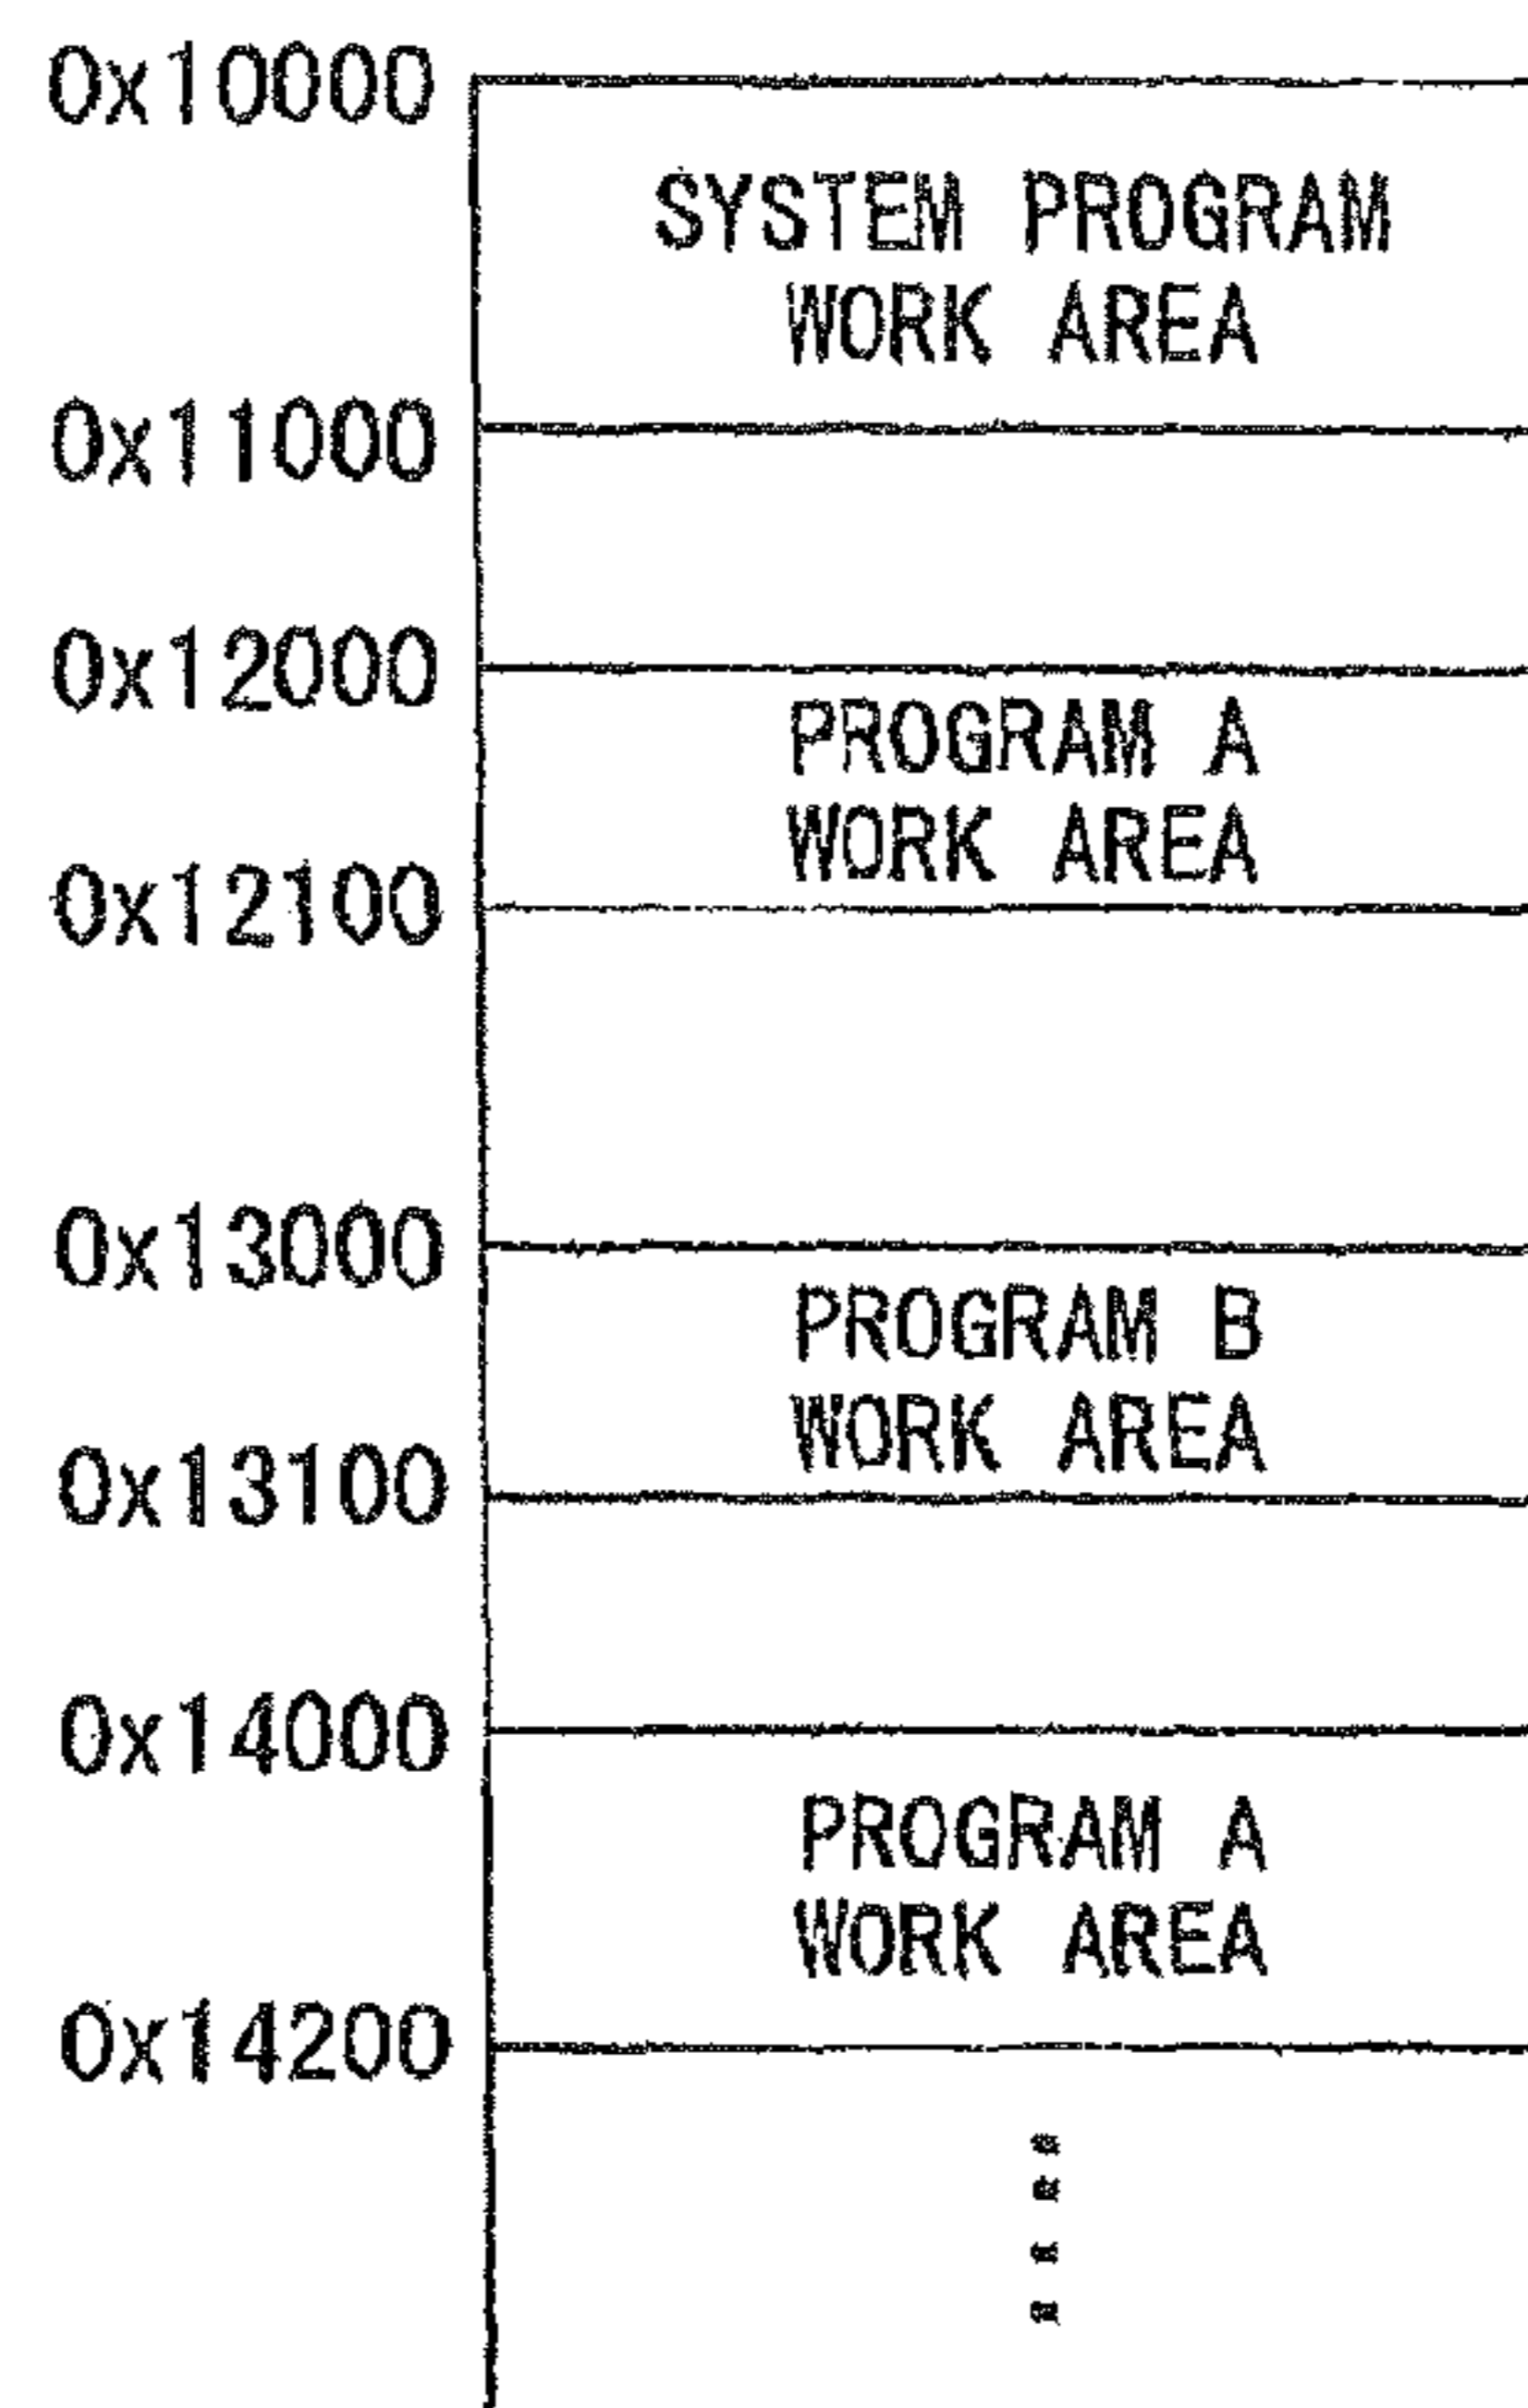 0x10000
SYSTEM PROGRAM
WORK AREA
0x11000
0x12000
PROGRAM A
WORK AREA
0x12100
0x13000
PROGRAM B
WORK AREA
0x13100
0x14000
PROGRAM A
WORK AREA
0x14200